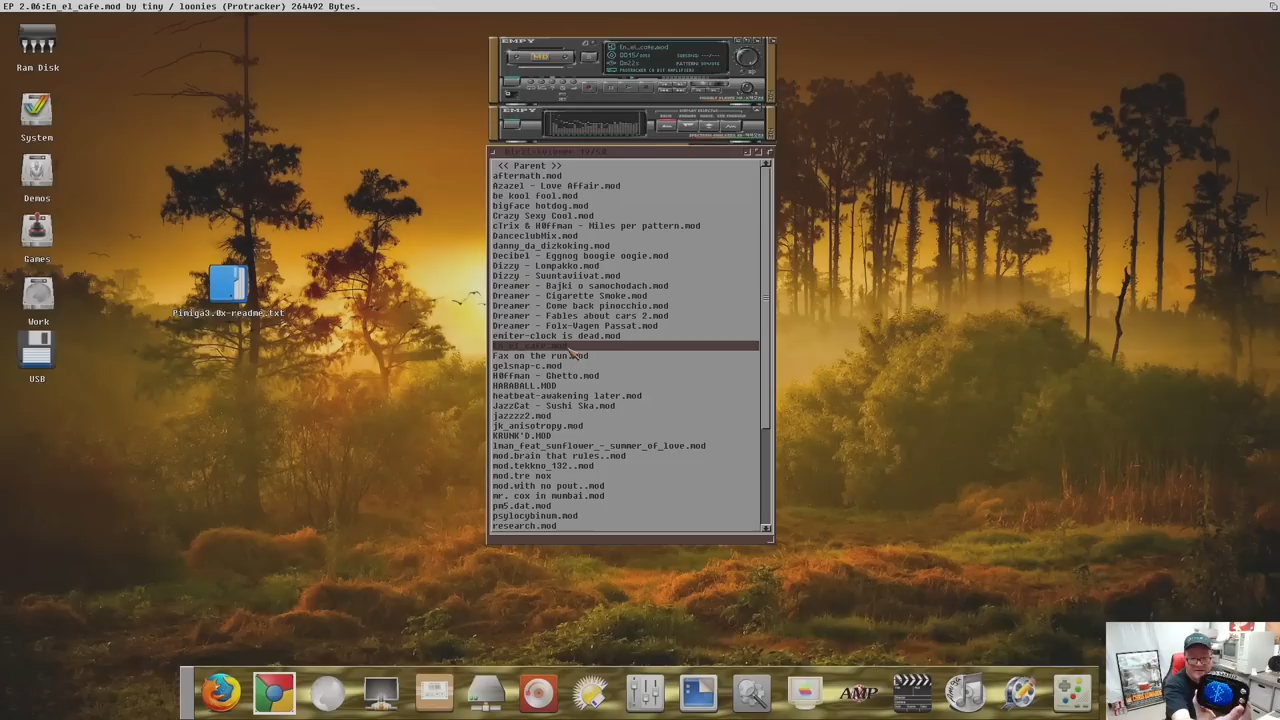 EP 2.06:En_el_cafe.mod by tiny / loonies (Protracker) 264492 Bytes.
Ram Disk
System
Demos
Games
Work
USB
Pimiga3.0x-readme.txt
EMPY
En_el_cafe.mod
EMPY
<< Parent >>
aftermath.mod
Azazel - Love Affair.mod
be kool fool.mod
bigface hotdog.mod
Crazy Sexy Cool.mod
cTrix & H0ffman - Miles per pattern.mod
DanceclubMix.mod
danny_da_dizkoking.mod
Decibel - Eggnog boogie oogie.mod
Dizzy - Lompakko.mod
Dizzy - Suuntaviivat.mod
Dreamer - Bajki o samochodach.mod
Dreamer - Cigarette Smoke.mod
Dreamer - Come back pinocchio.mod
Dreamer - Fables about cars 2.mod
Dreamer - Folx-Vagen Passat.mod
emiter-clock is dead.mod
En_el_cafe.mod
Fax on the run.mod
gelsnap-c.mod
H0ffman - Ghetto.mod
HARABALL.MOD
heatbeat-awakening later.mod
JazzCat - Sushi Ska.mod
jazzzz2.mod
jk_anisotropy.mod
KRUNK'D.MOD
lman_feat_sunflower_-_summer_of_love.mod
mod.brain that rules..mod
mod.tekkno_132..mod
mod.tre nox
mod.with no pout..mod
mr. cox in mumbai.mod
pm5.dat.mod
psylocybinum.mod
research.mod
AMP